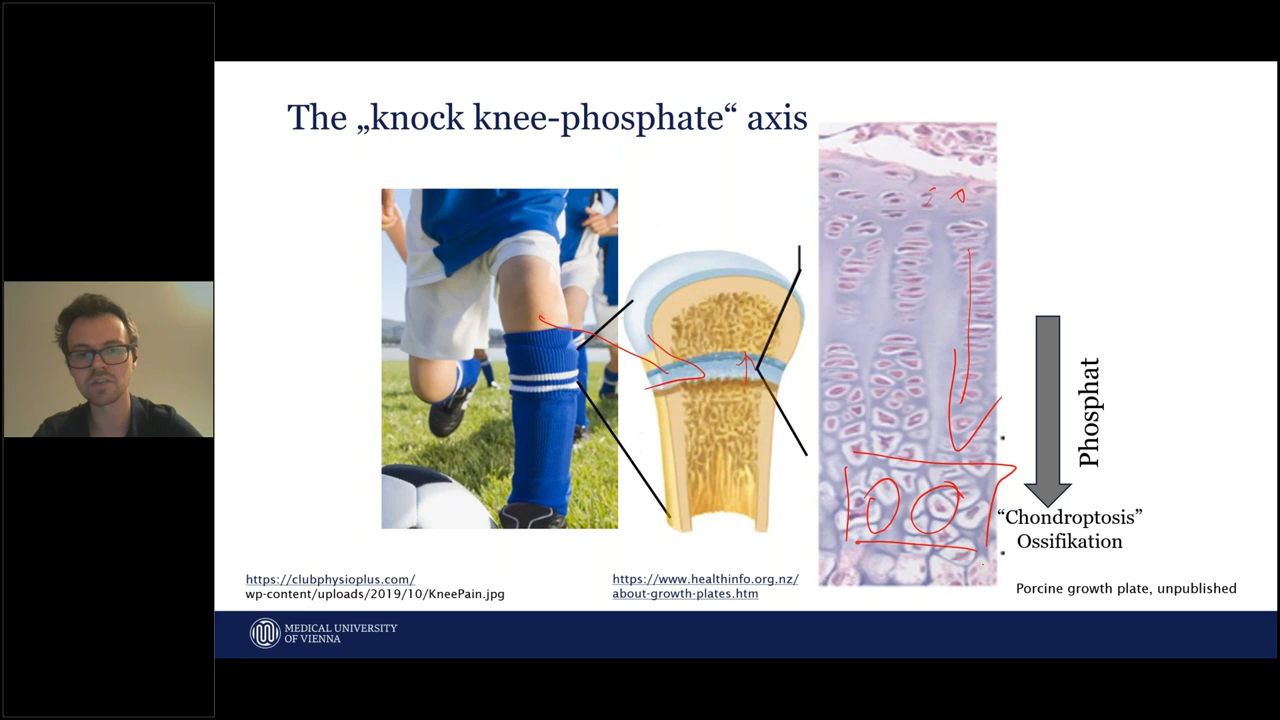 The „knock knee-phosphate“ axis
Phosphat
“Chondroptosis”
Ossifikation
https://clubphysioplus.com/
wp-content/uploads/2019/10/KneePain.jpg
https://www.healthinfo.org.nz/
about-growth-plates.htm
Porcine growth plate, unpublished
MEDICAL UNIVERSITY
OF VIENNA